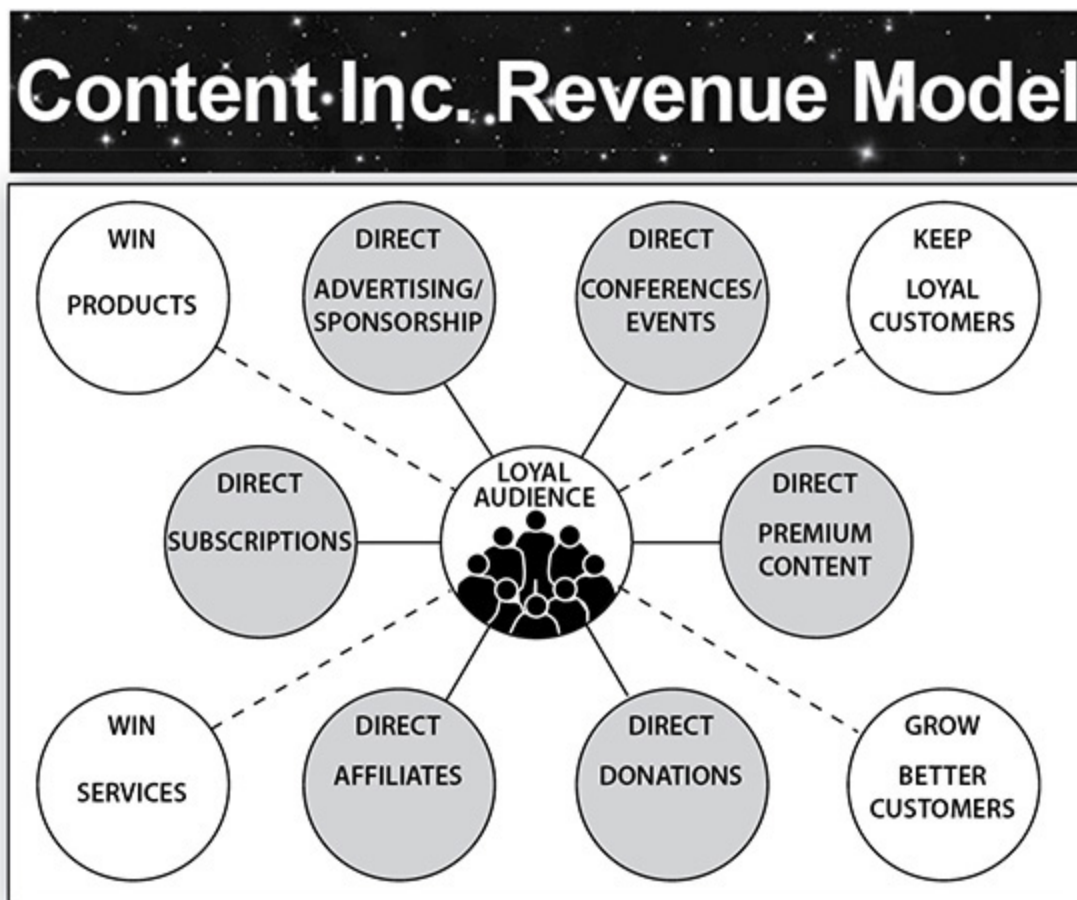 Content Inc. Revenue Model
WIN
PRODUCTS
DIRECT
ADVERTISING/
SPONSORSHIP
DIRECT
CONFERENCES/
EVENTS
KEEP
LOYAL
CUSTOMERS
DIRECT
SUBSCRIPTIONS
LOYAL
AUDIENCE
DIRECT
PREMIUM
CONTENT
WIN
SERVICES
DIRECT
AFFILIATES
DIRECT
DONATIONS
GROW
BETTER
CUSTOMERS